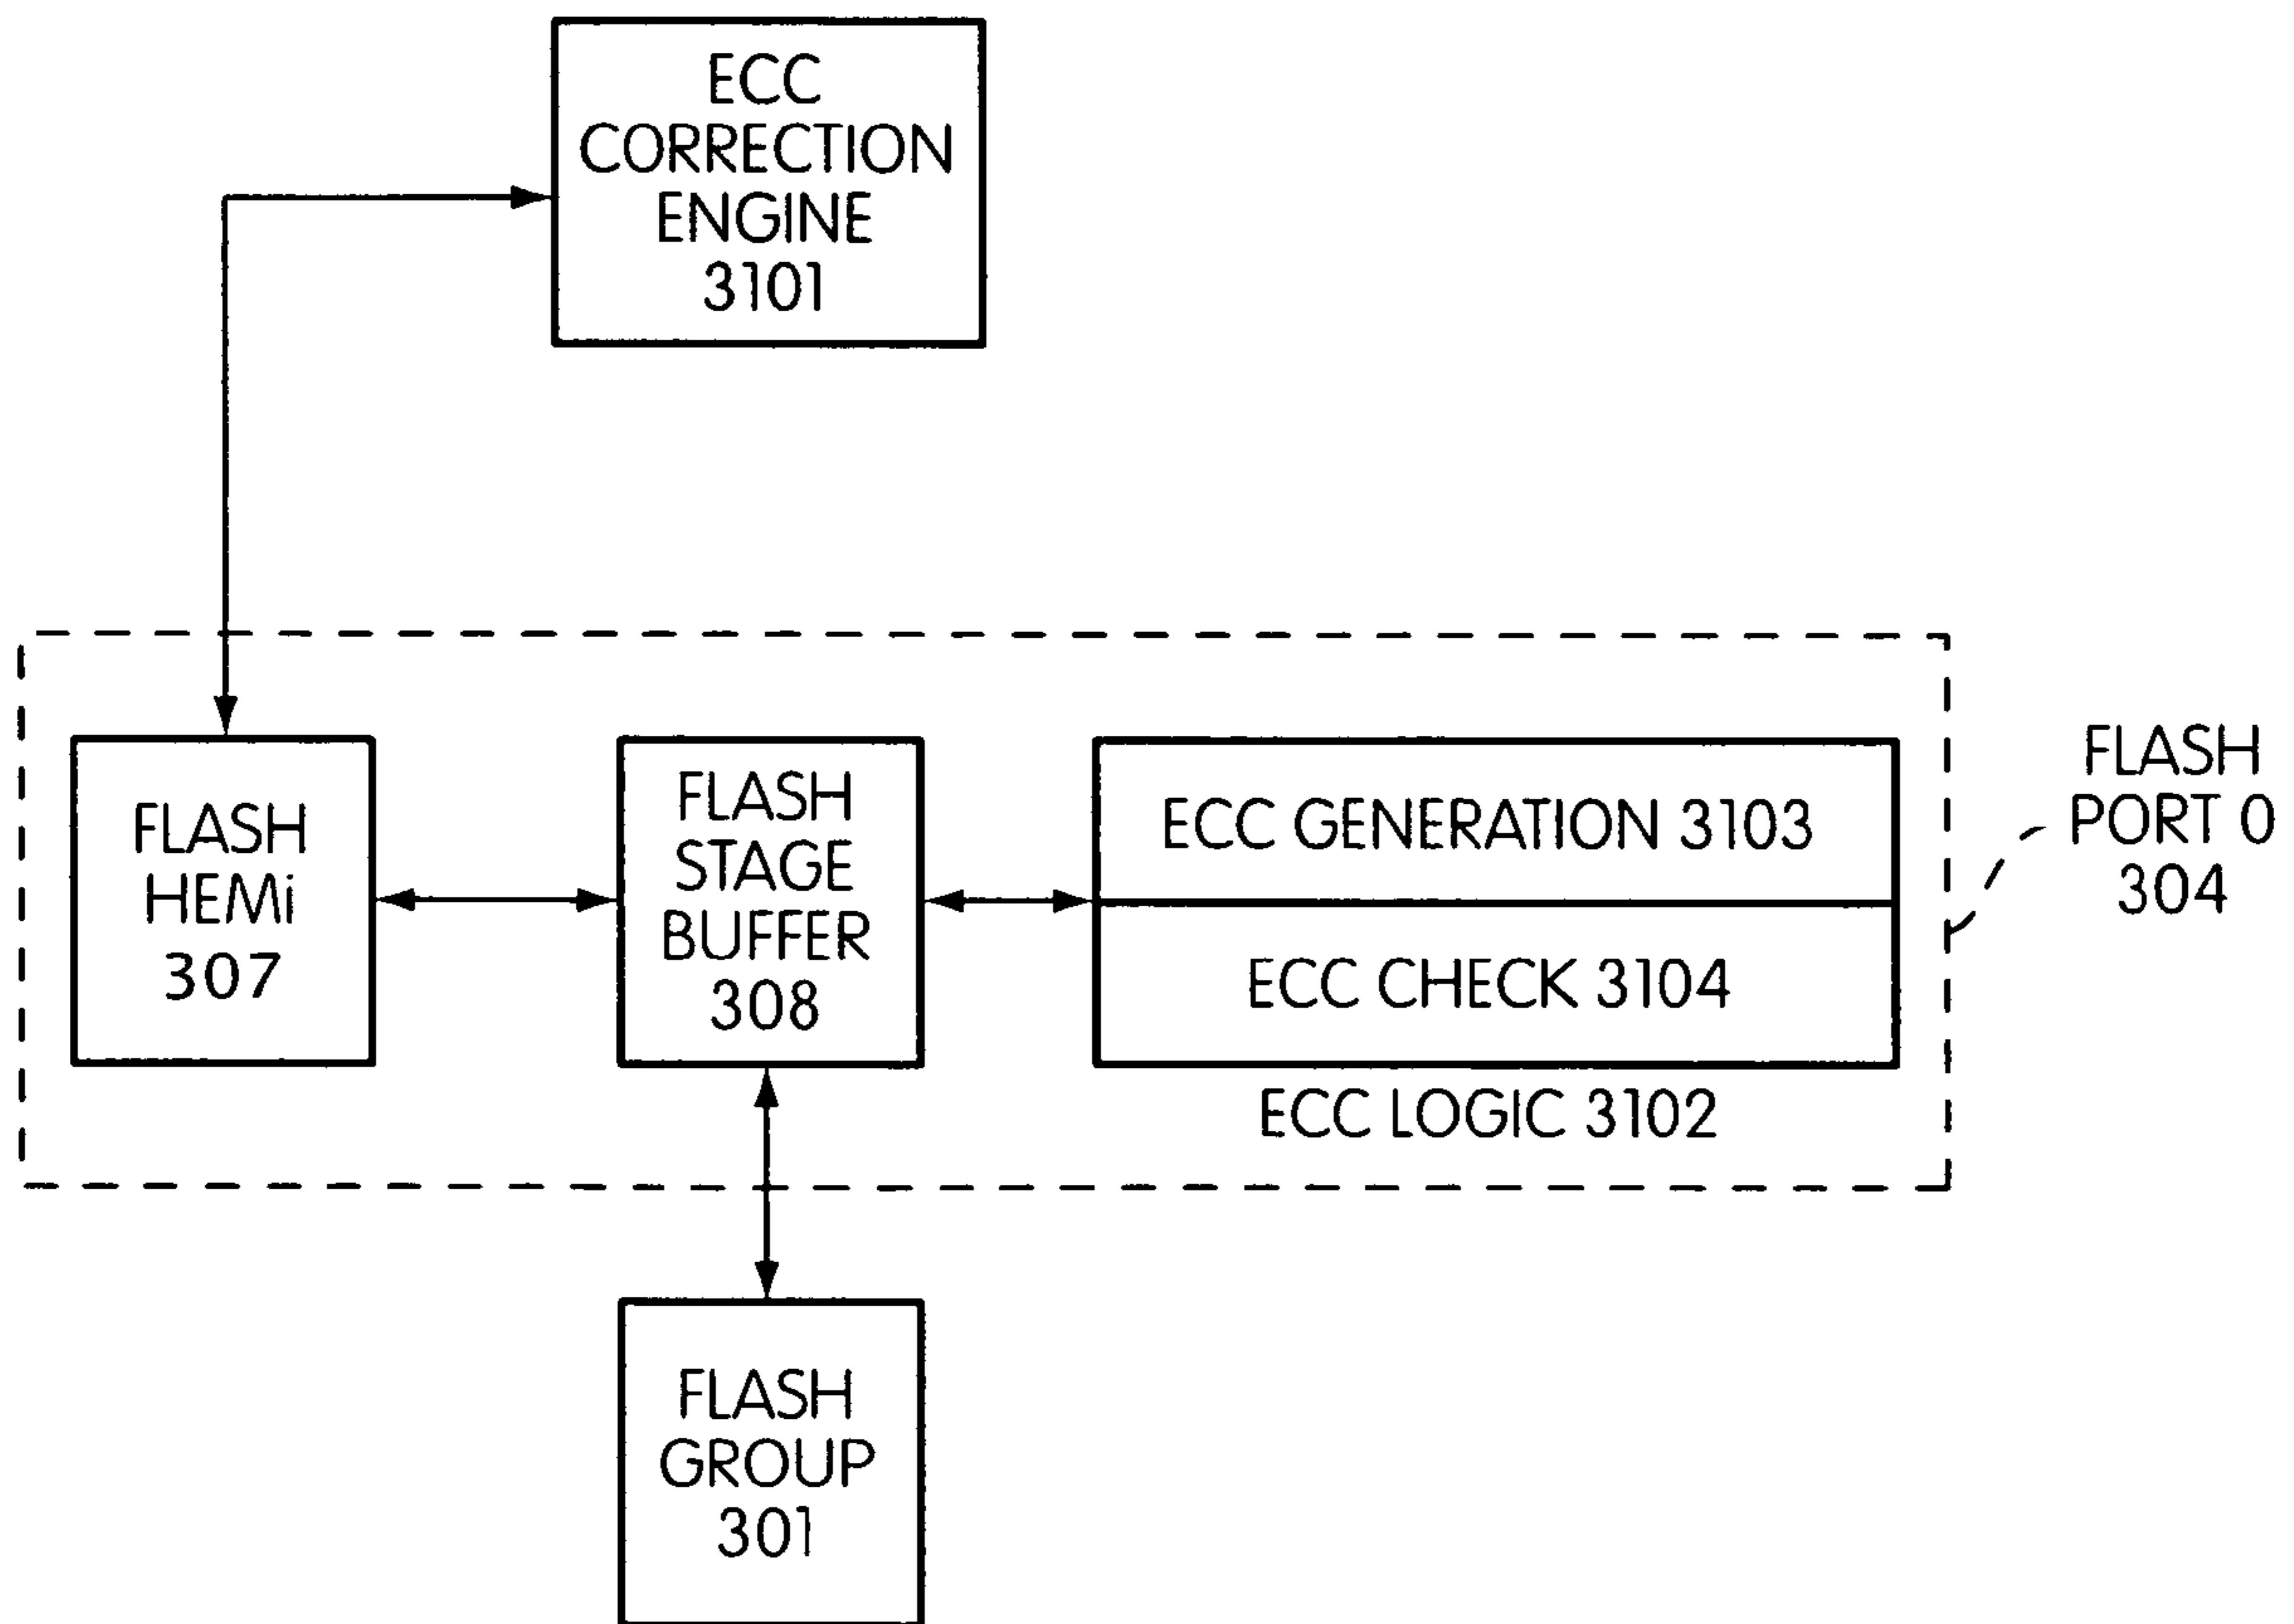 ECC
CORRECTION
ENGINE
3101
FLASH
HEMi
307
FLASH
STAGE
BUFFER
308
ECC GENERATION 3103
ECC CHECK 3104
ECC LOGIC 3102
FLASH
PORT 0
304
FLASH
GROUP
301